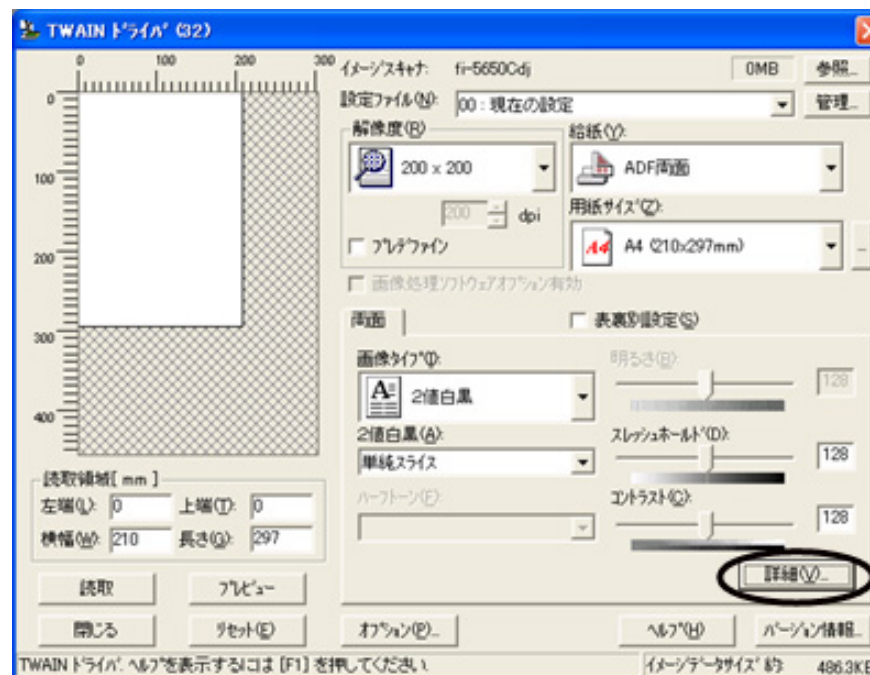 TWAIN ドライバ (32)
0 100 200 300
0
100
200
300
400
イメージスキャナ: fi-5650Cdj 0MB 参照...
設定ファイル(N): 00 : 現在の設定 管理...
解像度(R)
200 x 200
200 dpi
プレデファイン
給紙(Y):
ADF両面
用紙サイズ(Z):
A4 A4 (210x297mm) ...
画像処理ソフトウェアオプション有効
両面 表裏別設定(S)
画像タイプ(I):
2値白黒
2値白黒(A):
単純スライス
ハーフトーン(F):
明るさ(B):
128
スレッシュホールド(D):
128
コントラスト(C):
128
詳細(V)...
読取領域[ mm ]
左端(L): 0 上端(T): 0
横幅(W): 210 長さ(G): 297
読取 プレビュー
閉じる リセット(E) オプション(P)... ヘルプ(H) バージョン情報...
TWAIN ドライバ. ヘルプを表示するには [F1] を押してください. イメージデータサイズ 約 486.3KB